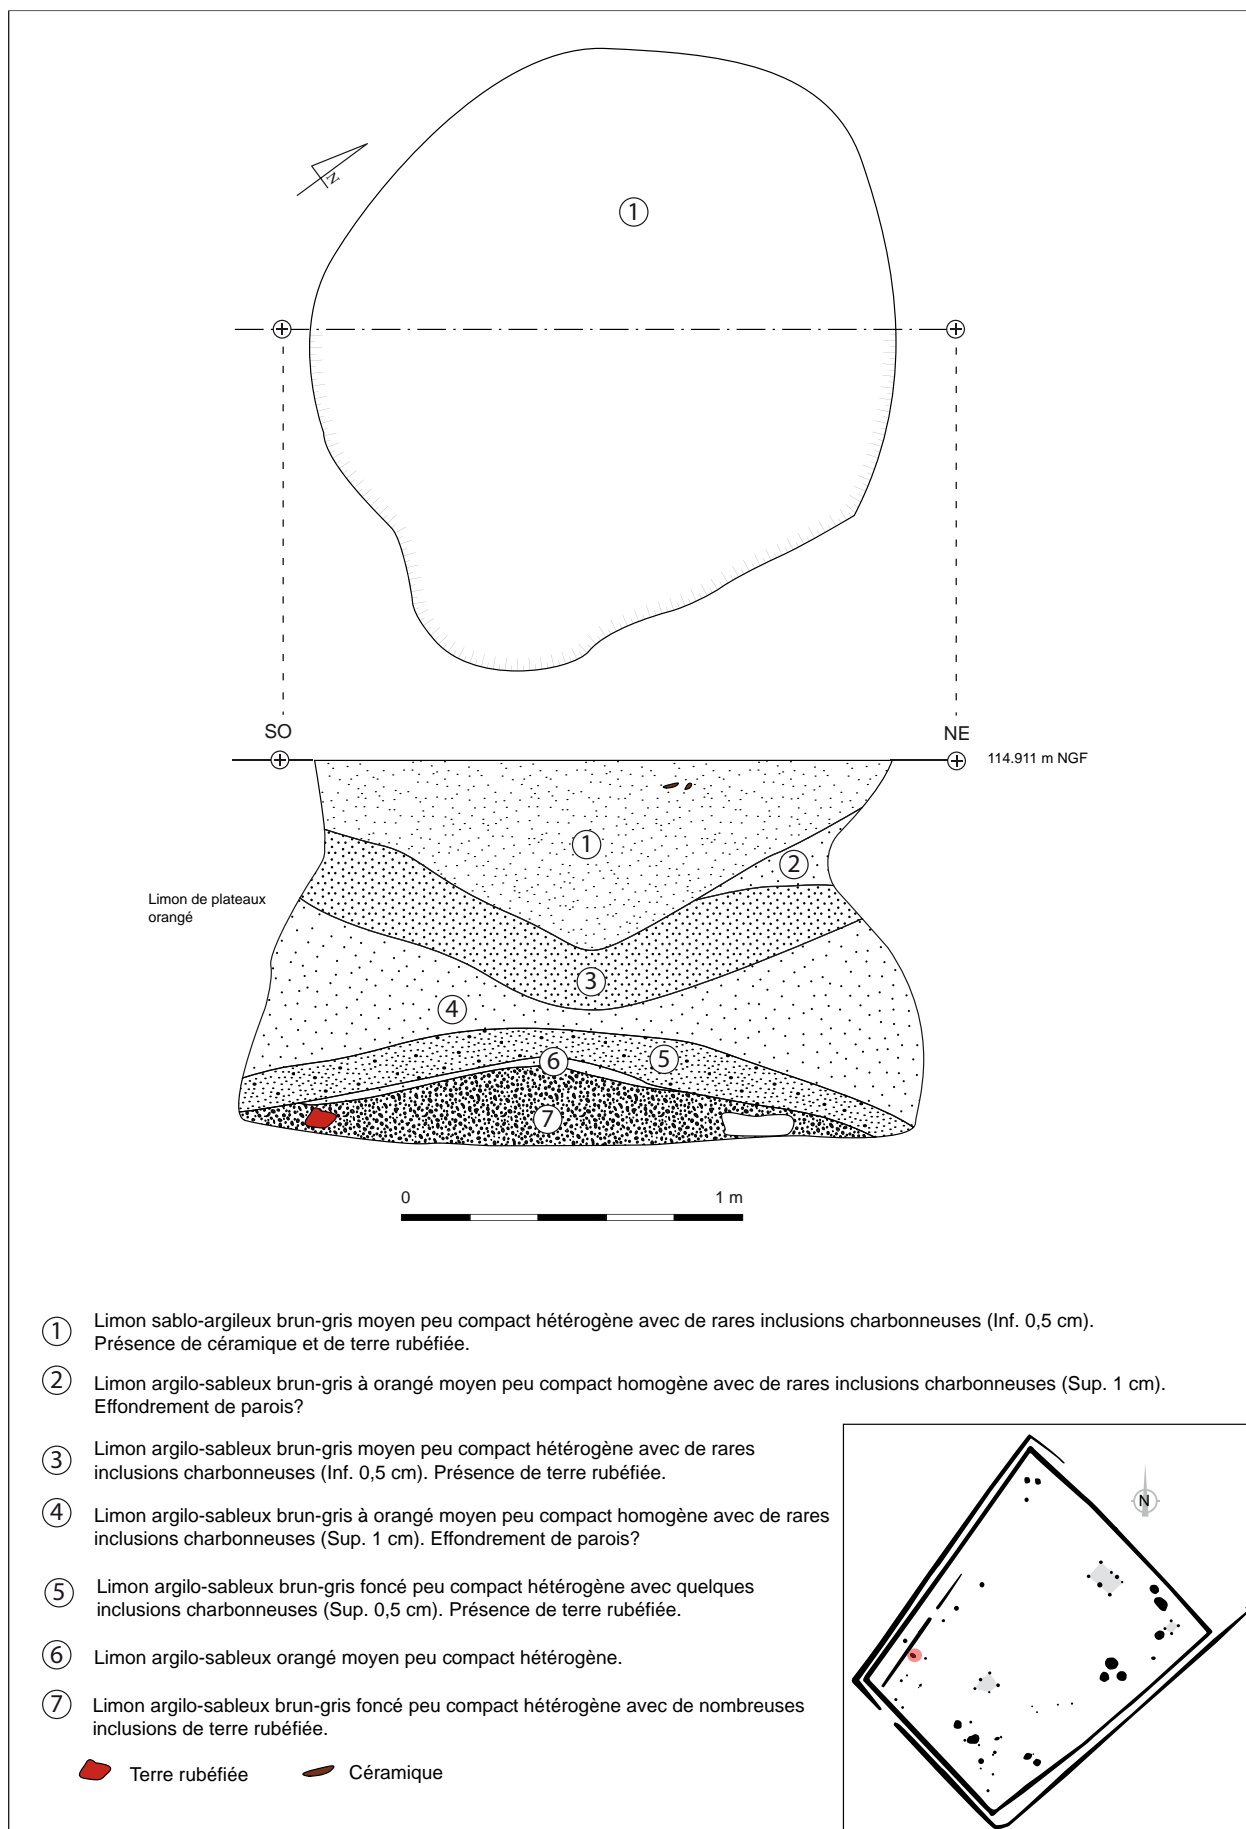 N
1
SO
NE
114.911 m NGF
1
2
Limon de plateaux
orangé
3
4
5
6
7
0 1 m
1 Limon sablo-argileux brun-gris moyen peu compact hétérogène avec de rares inclusions charbonneuses (Inf. 0,5 cm).
Présence de céramique et de terre rubéfiée.
2 Limon argilo-sableux brun-gris à orangé moyen peu compact homogène avec de rares inclusions charbonneuses (Sup. 1 cm).
Effondrement de parois?
3 Limon argilo-sableux brun-gris moyen peu compact hétérogène avec de rares
inclusions charbonneuses (Inf. 0,5 cm). Présence de terre rubéfiée.
4 Limon argilo-sableux brun-gris à orangé moyen peu compact homogène avec de rares
inclusions charbonneuses (Sup. 1 cm). Effondrement de parois?
5 Limon argilo-sableux brun-gris foncé peu compact hétérogène avec quelques
inclusions charbonneuses (Sup. 0,5 cm). Présence de terre rubéfiée.
6 Limon argilo-sableux orangé moyen peu compact hétérogène.
7 Limon argilo-sableux brun-gris foncé peu compact hétérogène avec de nombreuses
inclusions de terre rubéfiée.
Terre rubéfiée Céramique
N